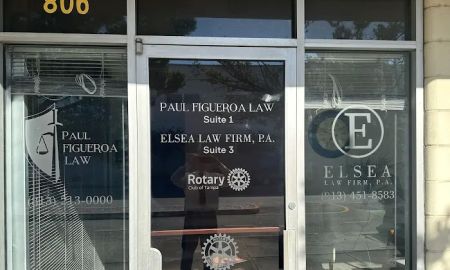 806
PAUL FIGUEROA LAW
Suite 1
ELSEA LAW FIRM, P.A.
Suite 3
Rotary
Club of Tampa
PAUL
FIGUEROA
LAW
E
ELSEA
LAW FIRM, P.A.